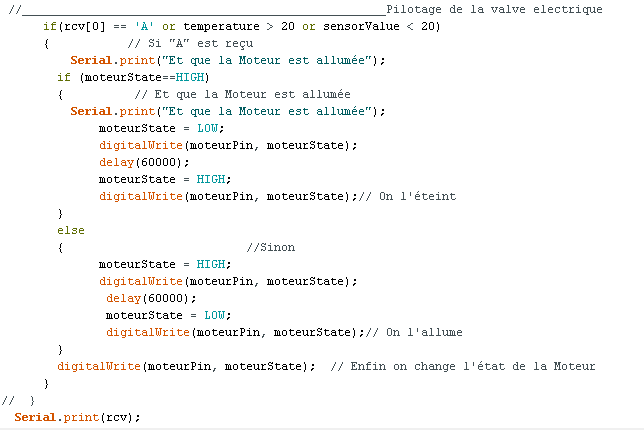 //____________________________________________________Pilotage de la valve electrique
if(rcv[0] == 'A' or temperature > 20 or sensorValue < 20)
{ // Si "A" est reçu
Serial.print("Et que la Moteur est allumée");
if (moteurState==HIGH)
{ // Et que la Moteur est allumée
Serial.print("Et que la Moteur est allumée");
moteurState = LOW;
digitalWrite(moteurPin, moteurState);
delay(60000);
moteurState = HIGH;
digitalWrite(moteurPin, moteurState);// On l'éteint
}
else
{ //Sinon
moteurState = HIGH;
digitalWrite(moteurPin, moteurState);
delay(60000);
moteurState = LOW;
digitalWrite(moteurPin, moteurState);// On l'allume
}
digitalWrite(moteurPin, moteurState); // Enfin on change l'état de la Moteur
}
// }
Serial.print(rcv);